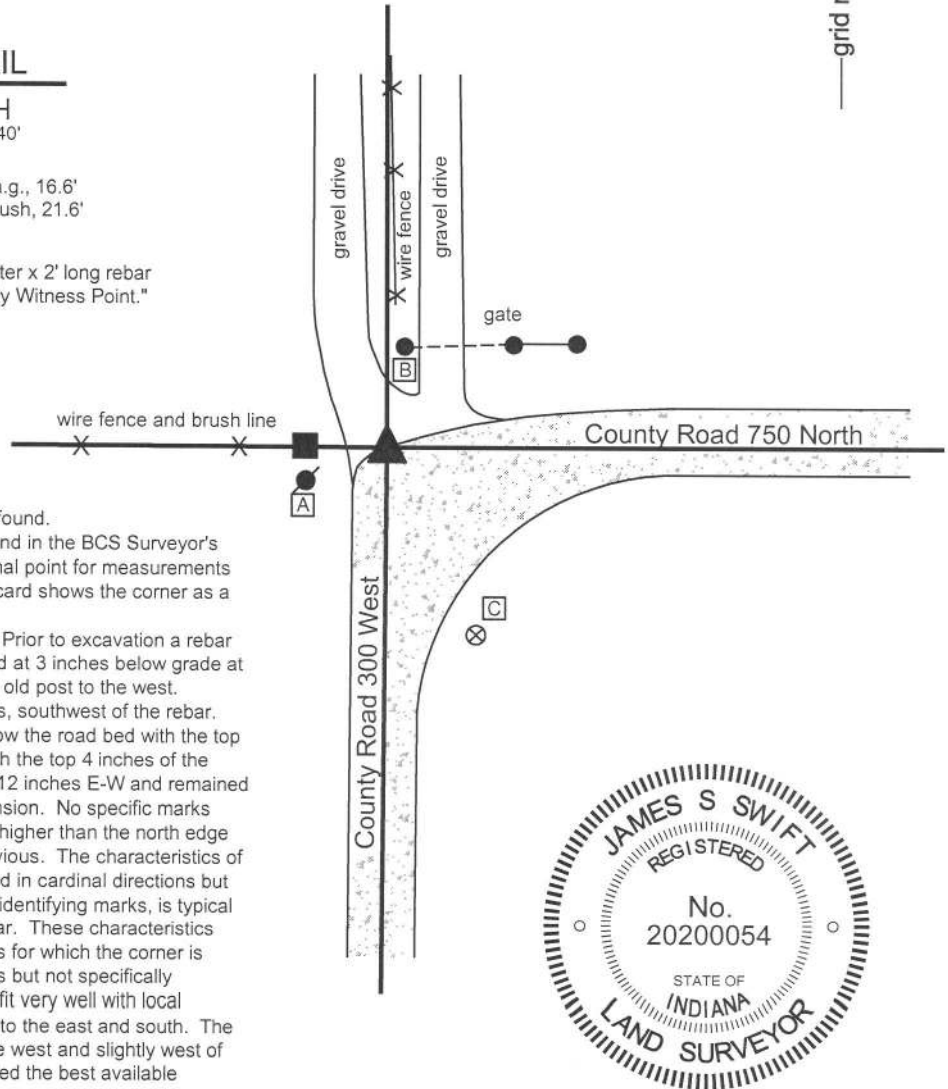 IL
H
40'
.g., 16.6'
ush, 21.6'
ter x 2' long rebar
y Witness Point."
grid
gravel drive
wire fence
gravel drive
gate
B
wire fence and brush line
County Road 750 North
A
C
County Road 300 West
found.
nd in the BCS Surveyor's
nal point for measurements
card shows the corner as a
Prior to excavation a rebar
d at 3 inches below grade at
old post to the west.
s, southwest of the rebar.
ow the road bed with the top
h the top 4 inches of the
12 inches E-W and remained
nsion. No specific marks
higher than the north edge
vious. The characteristics of
d in cardinal directions but
identifying marks, is typical
ar. These characteristics
s for which the corner is
s but not specifically
fit very well with local
to the east and south. The
e west and slightly west of
ed the best available
JAMES S SWIFT
REGISTERED
No.
20200054
STATE OF
INDIANA
LAND SURVEYOR